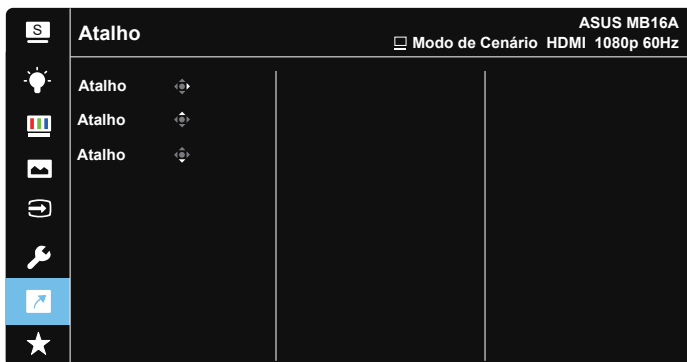 S
Atalho
ASUS MB16A
Modo de Cenário HDMI 1080p 60Hz
Atalho
Atalho
Atalho